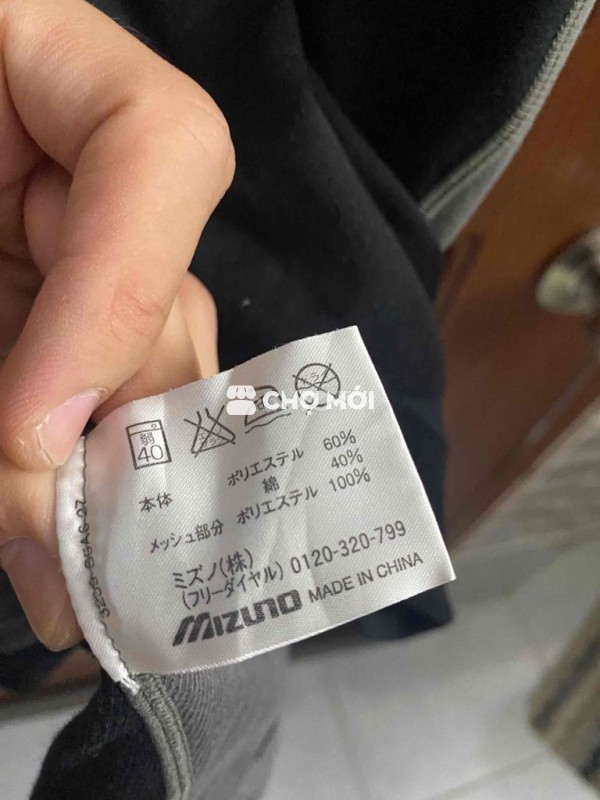 CHỢ MỚI
弱
40
本体 ポリエステル 60%
綿 40%
メッシュ部分 ポリエステル 100%
ミズノ(株)
(フリーダイヤル) 0120-320-799
MIZUNO MADE IN CHINA